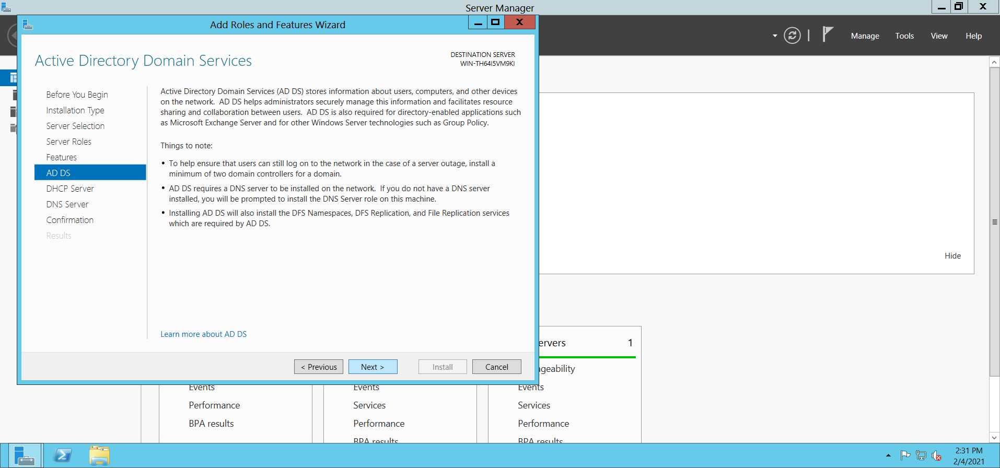 Server Manager
Add Roles and Features Wizard
Manage
Tools
View
Help
Active Directory Domain Services
DESTINATION SERVER
WIN-TH64I5VM9KI
Before You Begin
Installation Type
Server Selection
Server Roles
Features
AD DS
DHCP Server
DNS Server
Confirmation
Results
Active Directory Domain Services (AD DS) stores information about users, computers, and other devices
on the network.  AD DS helps administrators securely manage this information and facilitates resource
sharing and collaboration between users.  AD DS is also required for directory-enabled applications such
as Microsoft Exchange Server and for other Windows Server technologies such as Group Policy.
Things to note:
• To help ensure that users can still log on to the network in the case of a server outage, install a
minimum of two domain controllers for a domain.
• AD DS requires a DNS server to be installed on the network.  If you do not have a DNS server
installed, you will be prompted to install the DNS Server role on this machine.
• Installing AD DS will also install the DFS Namespaces, DFS Replication, and File Replication services
which are required by AD DS.
Learn more about AD DS
< Previous
Next >
Install
Cancel
Hide
ervers
1
geability
Events
Performance
BPA results
Events
Services
Performance
BPA results
Events
Services
Performance
BPA results
2:31 PM
2/4/2021